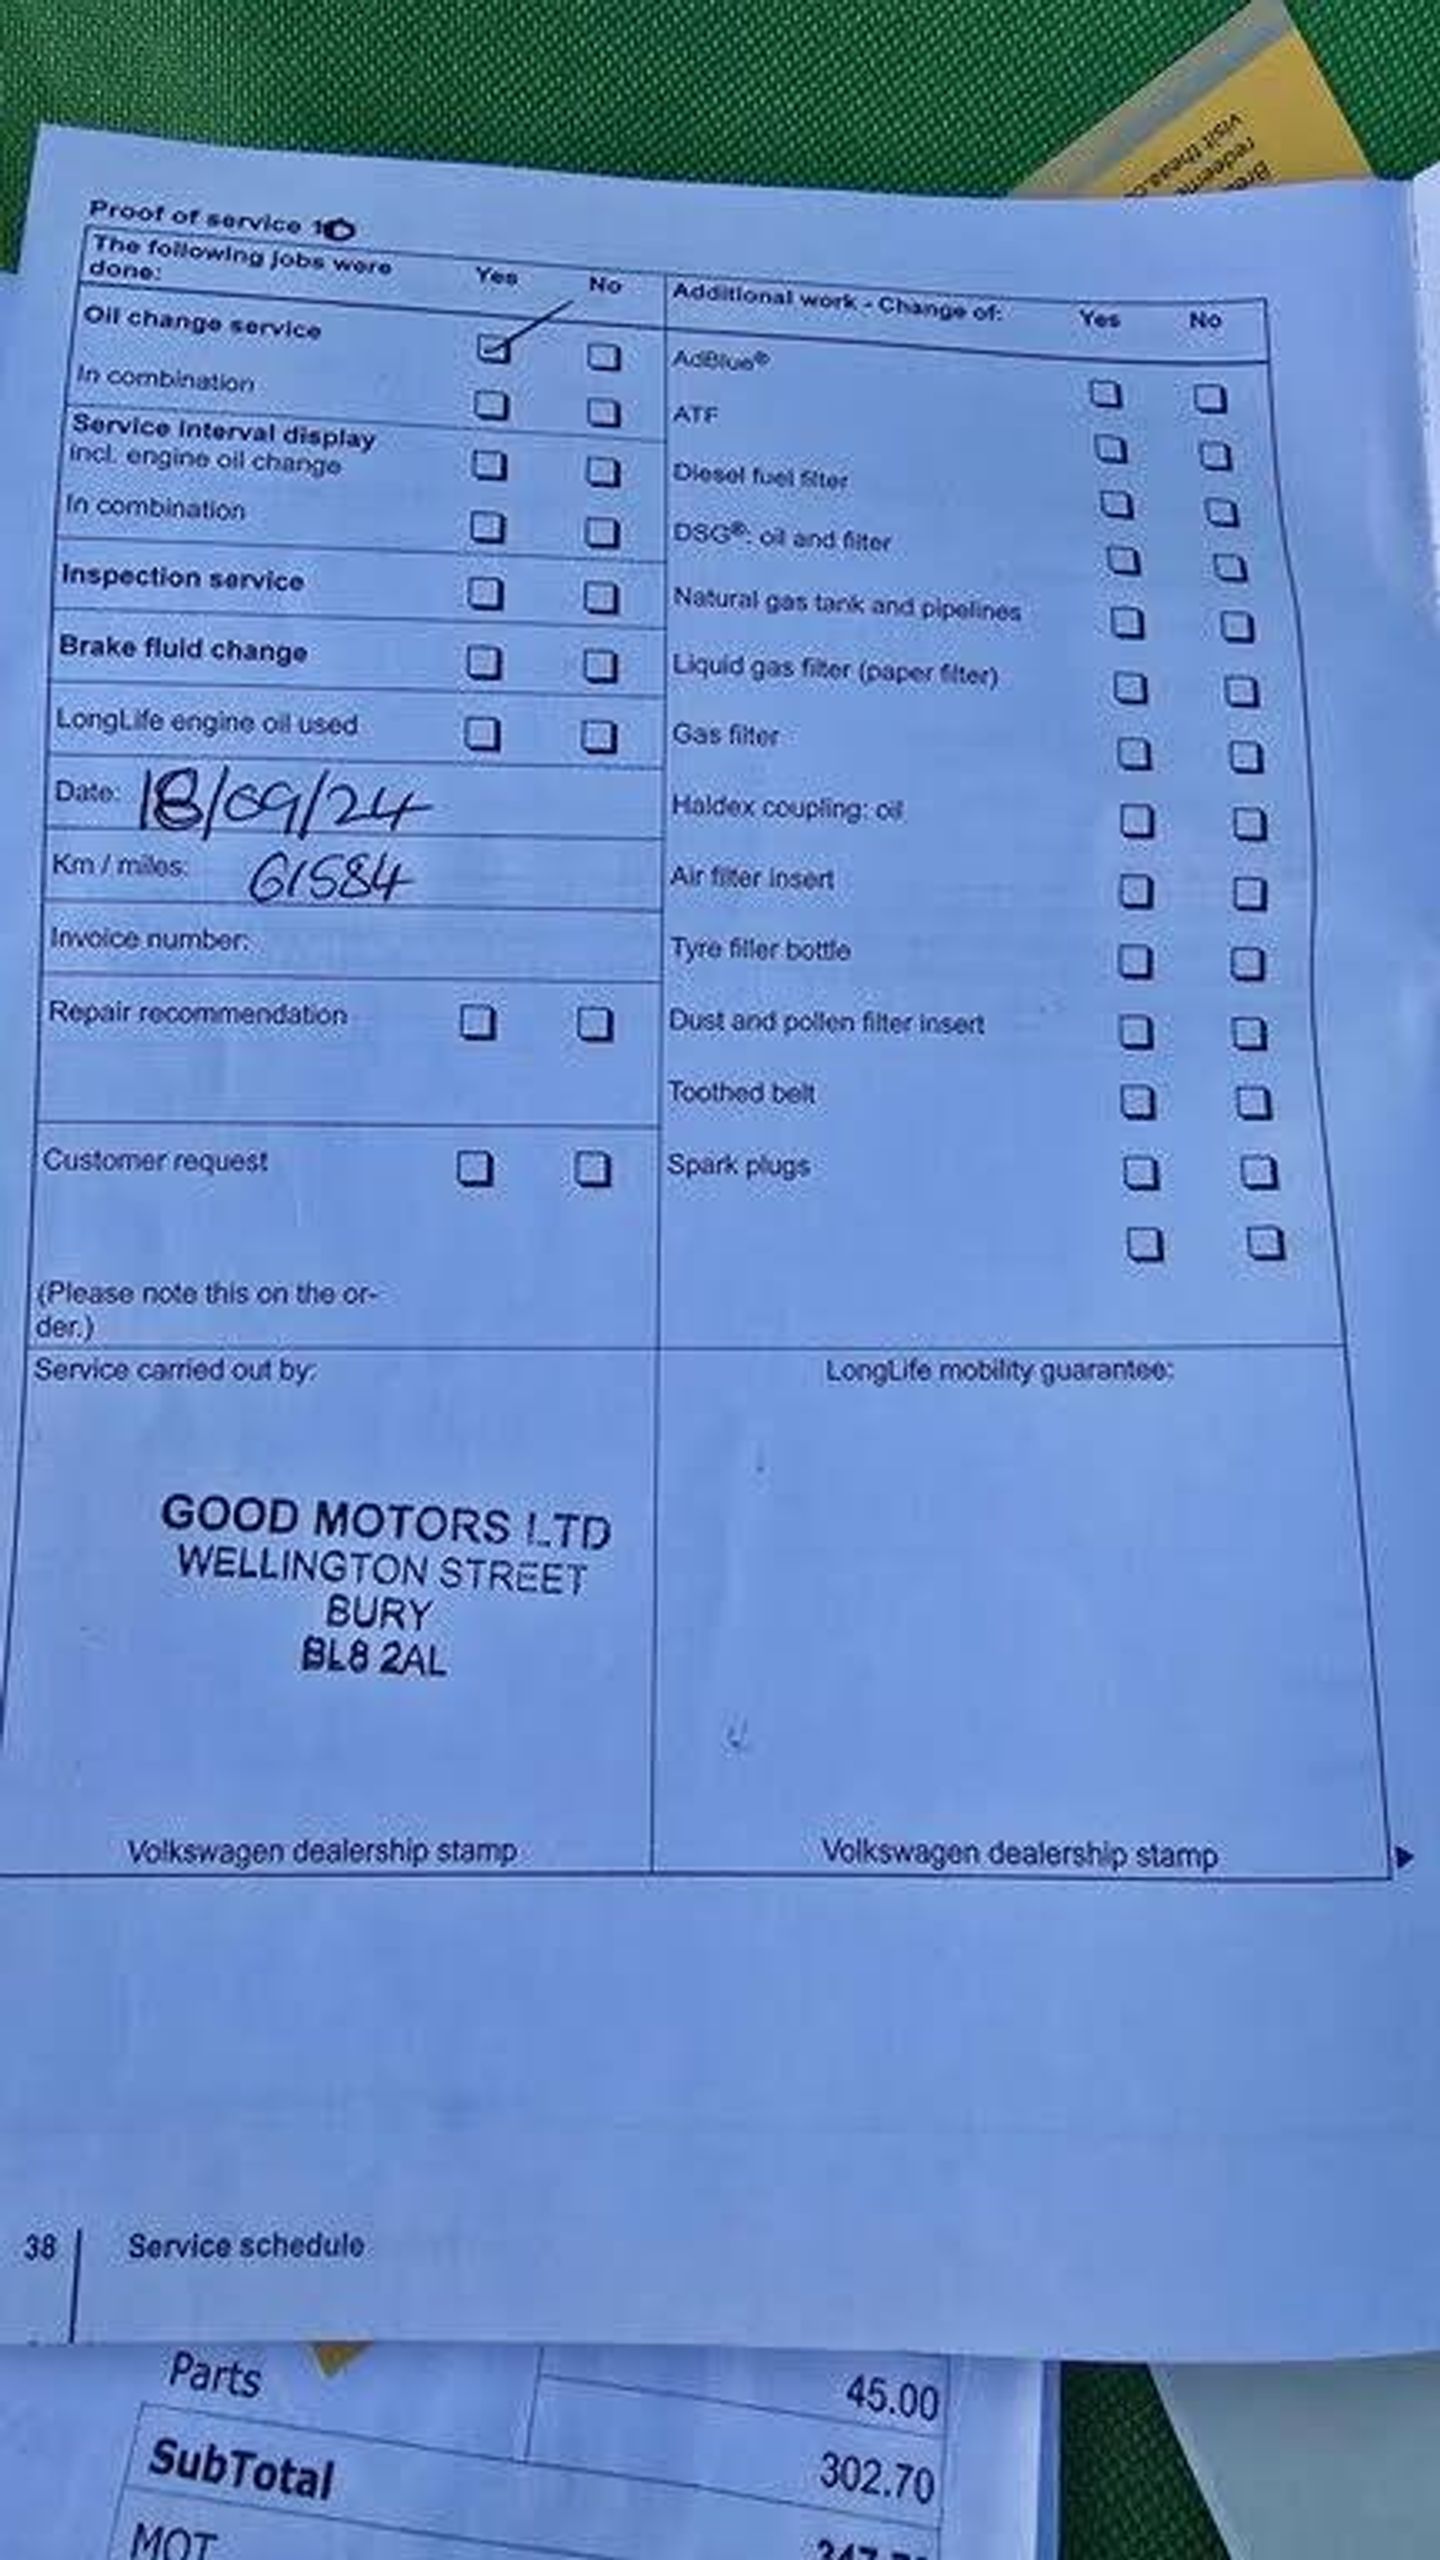 visit theaa.co
redeem
Proof of service 10
The following jobs were
done:
Yes
No
Oil change service
In combination
Service interval display
incl. engine oil change
In combination
Inspection service
Brake fluid change
LongLife engine oil used
Date: 18/09/24
Km / miles: 61584
Invoice number:
Repair recommendation
Customer request
(Please note this on the or-
der.)
Additional work - Change of:
Yes
No
AdBlue®
ATF
Diesel fuel filter
DSG®: oil and filter
Natural gas tank and pipelines
Liquid gas filter (paper filter)
Gas filter
Haldex coupling: oil
Air filter insert
Tyre filler bottle
Dust and pollen filter insert
Toothed belt
Spark plugs
Service carried out by:
GOOD MOTORS LTD
WELLINGTON STREET
BURY
BL8 2AL
Volkswagen dealership stamp
LongLife mobility guarantee:
Volkswagen dealership stamp
38
Service schedule
Parts
45.00
SubTotal
302.70
MOT